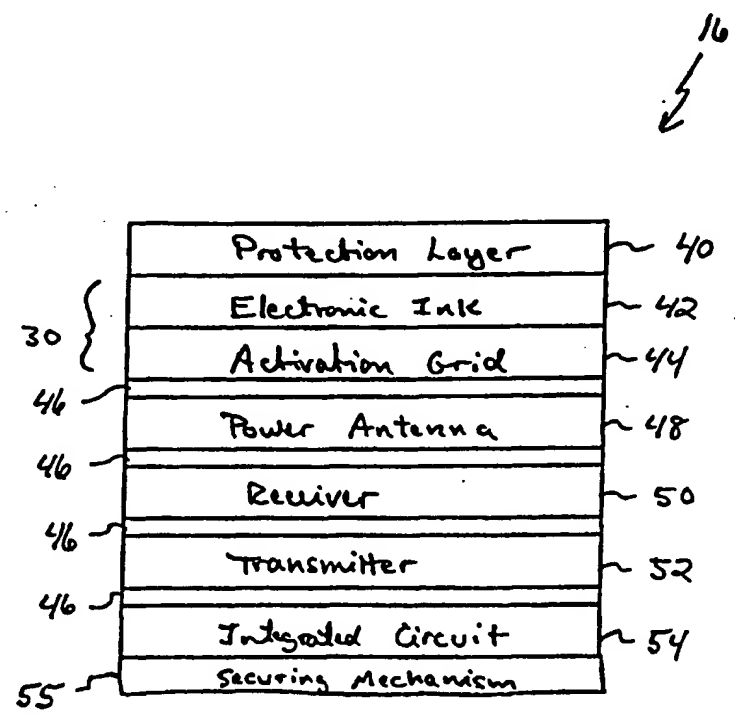 16
Protection Layer 40
Electronic Ink 42
30
Activation Grid 44
46
Power Antenna 48
46
Receiver 50
46
Transmitter 52
46
Integrated Circuit 54
Securing Mechanism
55